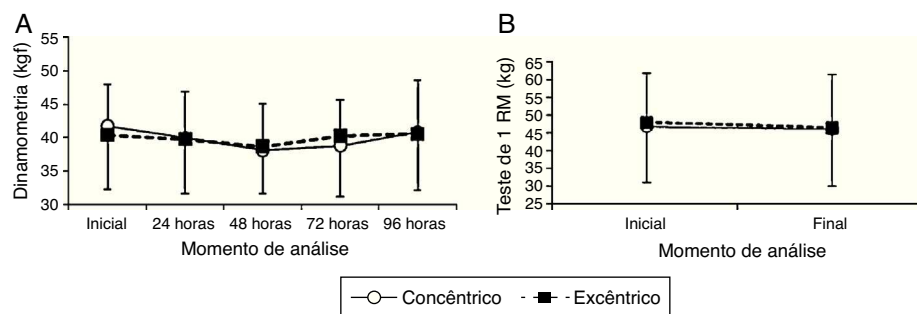 A
Dinamometria (kgf)
55
50
45
40
35
30
Inicial 24 horas 48 horas 72 horas 96 horas
Momento de análise
B
Teste de 1 RM (kg)
65
60
55
50
45
40
35
30
25
Inicial Final
Momento de análise
Concêntrico Excêntrico